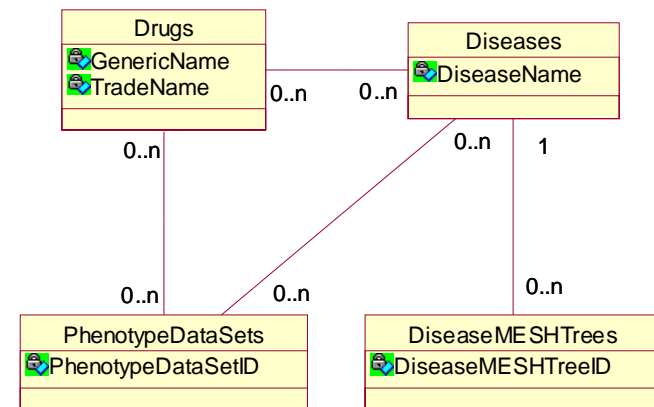 Drugs
GenericName
TradeName
Diseases
DiseaseName
0..n
0..n
0..n
0..n
1
0..n
0..n
0..n
PhenotypeDataSets
PhenotypeDataSetID
DiseaseMESHTrees
DiseaseMESHTreeID